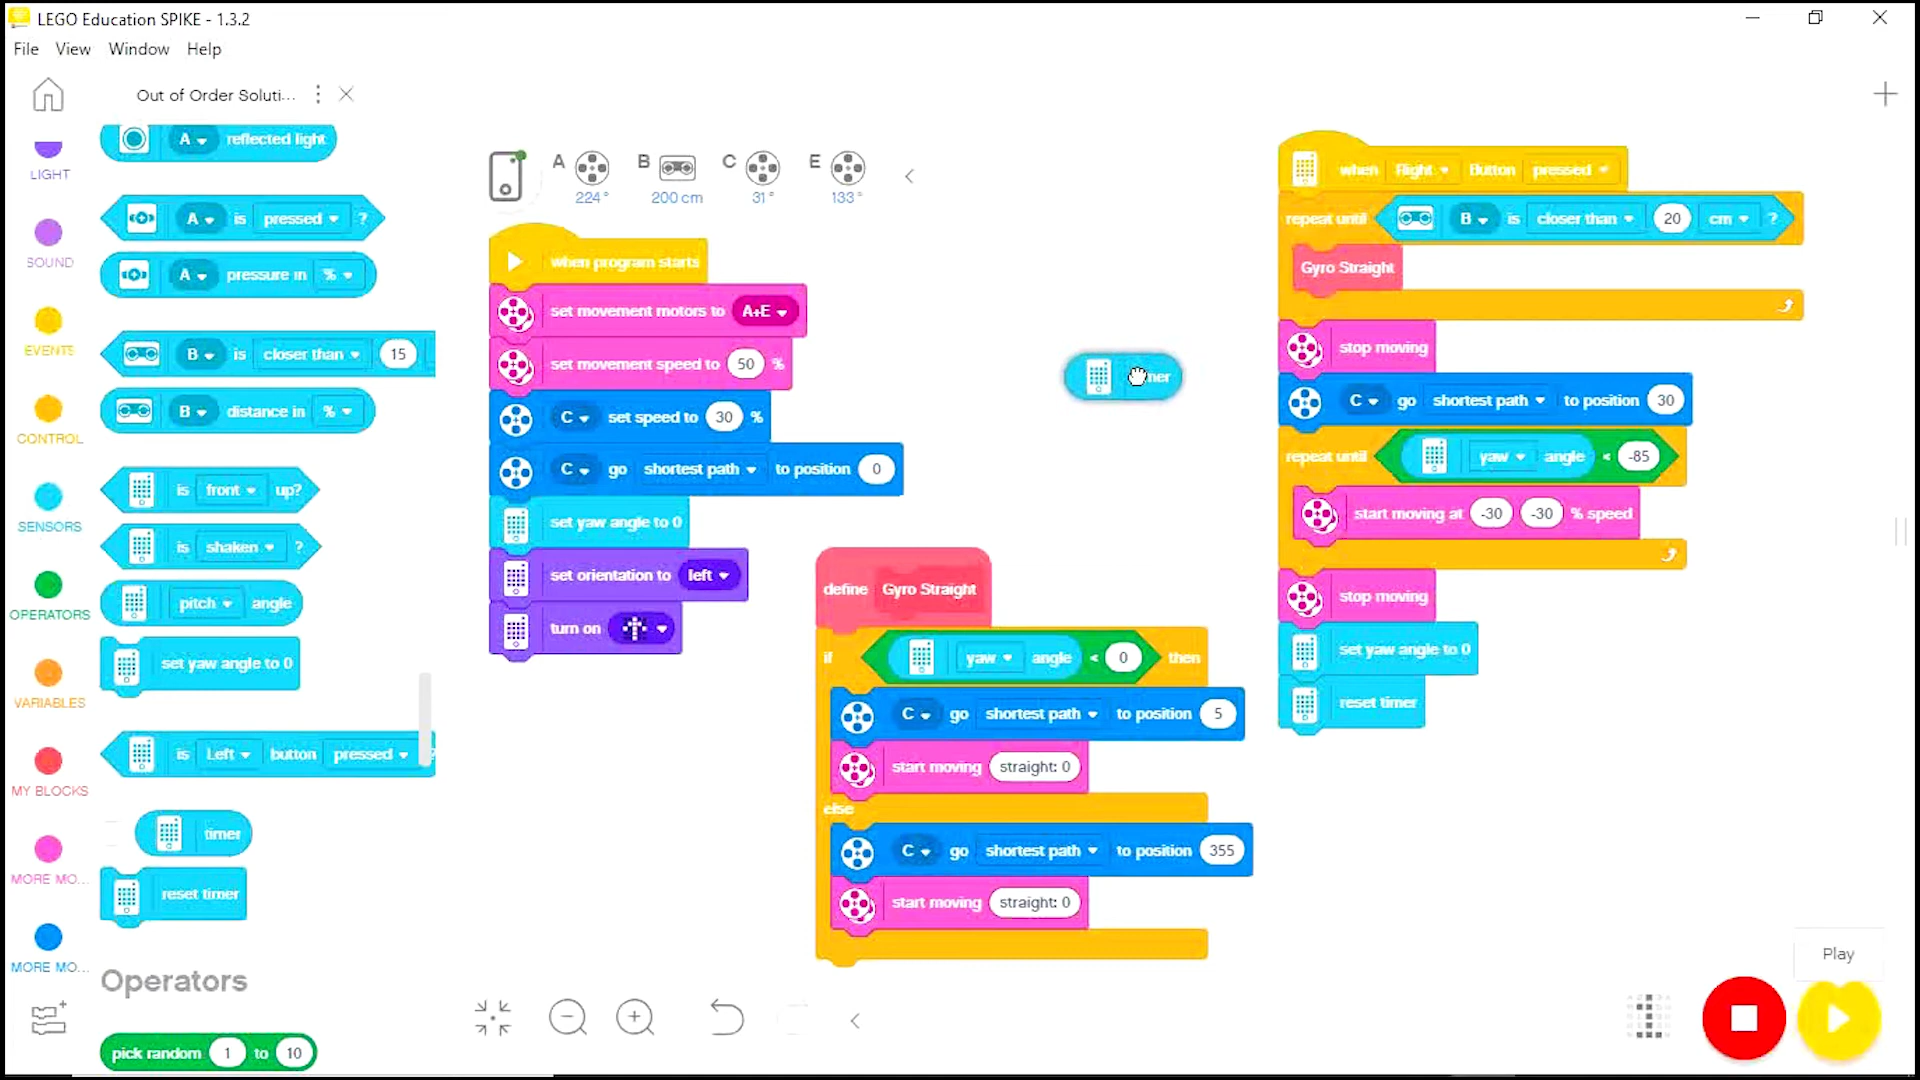 LEGO Education SPIKE - 1.3.2
File View Window Help
Out of Order Soluti...
LIGHT
SOUND
EVENTS
CONTROL
SENSORS
OPERATORS
VARIABLES
MY BLOCKS
MORE MO...
MORE MO...
A reflected light
A is pressed ?
A pressure in %
B is closer than 15
B distance in %
is front up?
is shaken ?
pitch angle
set yaw angle to 0
is Left button pressed
timer
reset timer
Operators
pick random 1 to 10
A B C E
224° 200 cm 31° 133°
when program starts
set movement motors to A+E
set movement speed to 50 %
C set speed to 30 %
C go shortest path to position 0
set yaw angle to 0
set orientation to left
turn on
define Gyro Straight
if yaw angle < 0 then
C go shortest path to position 5
start moving straight: 0
else
C go shortest path to position 355
start moving straight: 0
when Right Button pressed
repeat until B is closer than 20 cm ?
Gyro Straight
stop moving
C go shortest path to position 30
repeat until yaw angle < -85
start moving at -30 -30 % speed
stop moving
set yaw angle to 0
reset timer
Play